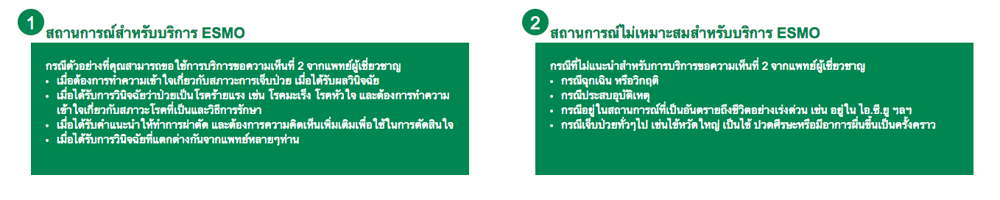 1
สถานการณ์สำหรับบริการ ESMO
กรณีตัวอย่างที่คุณสามารถขอใช้การบริการขอความเห็นที่ 2 จากแพทย์ผู้เชี่ยวชาญ
• เมื่อต้องการทำความเข้าใจเกี่ยวกับสภาวะการเจ็บป่วย เมื่อได้รับผลวินิจฉัย
• เมื่อได้รับการวินิจฉัยว่าป่วยเป็นโรคร้ายแรง เช่น โรคมะเร็ง โรคหัวใจ และต้องการทำความ
เข้าใจเกี่ยวกับสภาวะโรคที่เป็นและวิธีการรักษา
• เมื่อได้รับคำแนะนำให้ทำการผ่าตัด และต้องการความคิดเห็นเพิ่มเติมเพื่อใช้ในการตัดสินใจ
• เมื่อได้รับการวินิจฉัยที่แตกต่างกันจากแพทย์หลายๆท่าน
2
สถานการณ์ไม่เหมาะสมสำหรับบริการ ESMO
กรณีที่ไม่แนะนำสำหรับการบริการขอความเห็นที่ 2 จากแพทย์ผู้เชี่ยวชาญ
• กรณีฉุกเฉิน หรือวิกฤติ
• กรณีประสบอุบัติเหตุ
• กรณีอยู่ในสถานการณ์ที่เป็นอันตรายถึงชีวิตอย่างเร่งด่วน เช่น อยู่ใน ไอ.ซี.ยู ฯลฯ
• กรณีเจ็บป่วยทั่วๆไป เช่นไข้หวัดใหญ่ เป็นไข้ ปวดศีรษะหรือมีอาการผื่นขึ้นเป็นครั้งคราว